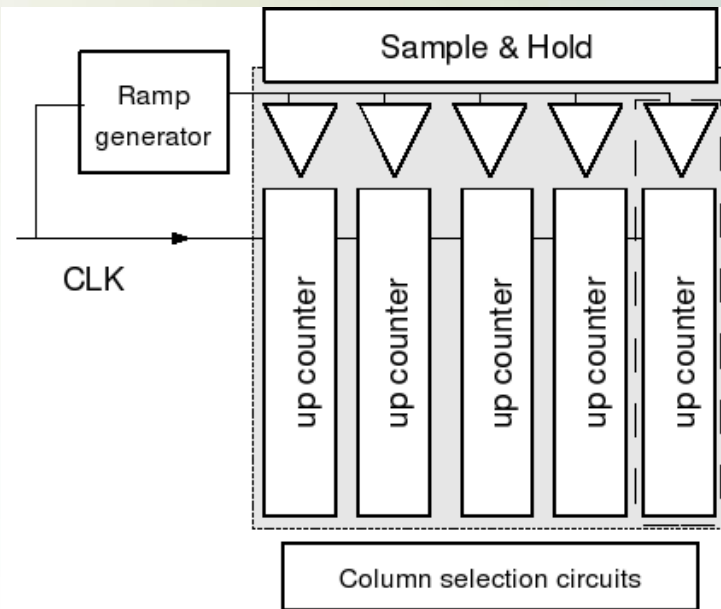 Sample & Hold
Ramp
generator
CLK
up counter
up counter
up counter
up counter
up counter
Column selection circuits